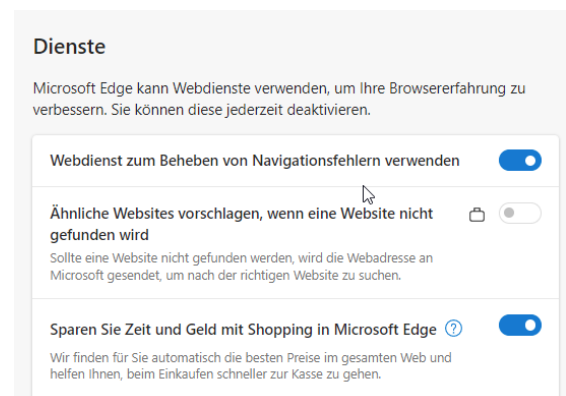 Dienste
Microsoft Edge kann Webdienste verwenden, um Ihre Browsererfahrung zu
verbessern. Sie können diese jederzeit deaktivieren.
Webdienst zum Beheben von Navigationsfehlern verwenden
Ähnliche Websites vorschlagen, wenn eine Website nicht
gefunden wird
Sollte eine Website nicht gefunden werden, wird die Webadresse an
Microsoft gesendet, um nach der richtigen Website zu suchen.
Sparen Sie Zeit und Geld mit Shopping in Microsoft Edge ?
Wir finden für Sie automatisch die besten Preise im gesamten Web und
helfen Ihnen, beim Einkaufen schneller zur Kasse zu gehen.